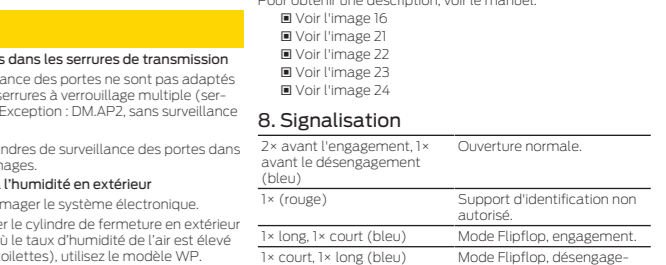 s dans les serrures de transmission
ance des portes ne sont pas adaptés
serrures à verrouillage multiple (ser-
Exception : DM.AP2, sans surveillance
ndres de surveillance des portes dans
mages.
l'humidité en extérieur
mager le système électronique.
er le cylindre de fermeture en extérieur
ù le taux d'humidité de l'air est élevé
toilettes), utilisez le modèle WP.
Pour obtenir une description, voir le manuel.
▣ Voir l'image 16
▣ Voir l'image 21
▣ Voir l'image 22
▣ Voir l'image 23
▣ Voir l'image 24
8. Signalisation
2× avant l'engagement, 1× Ouverture normale.
avant le désengagement
(bleu)
1× (rouge) Support d'identification non
autorisé.
1× long, 1× court (bleu) Mode Flipflop, engagement.
1× court, 1× long (bleu) Mode Flipflop, désengage-